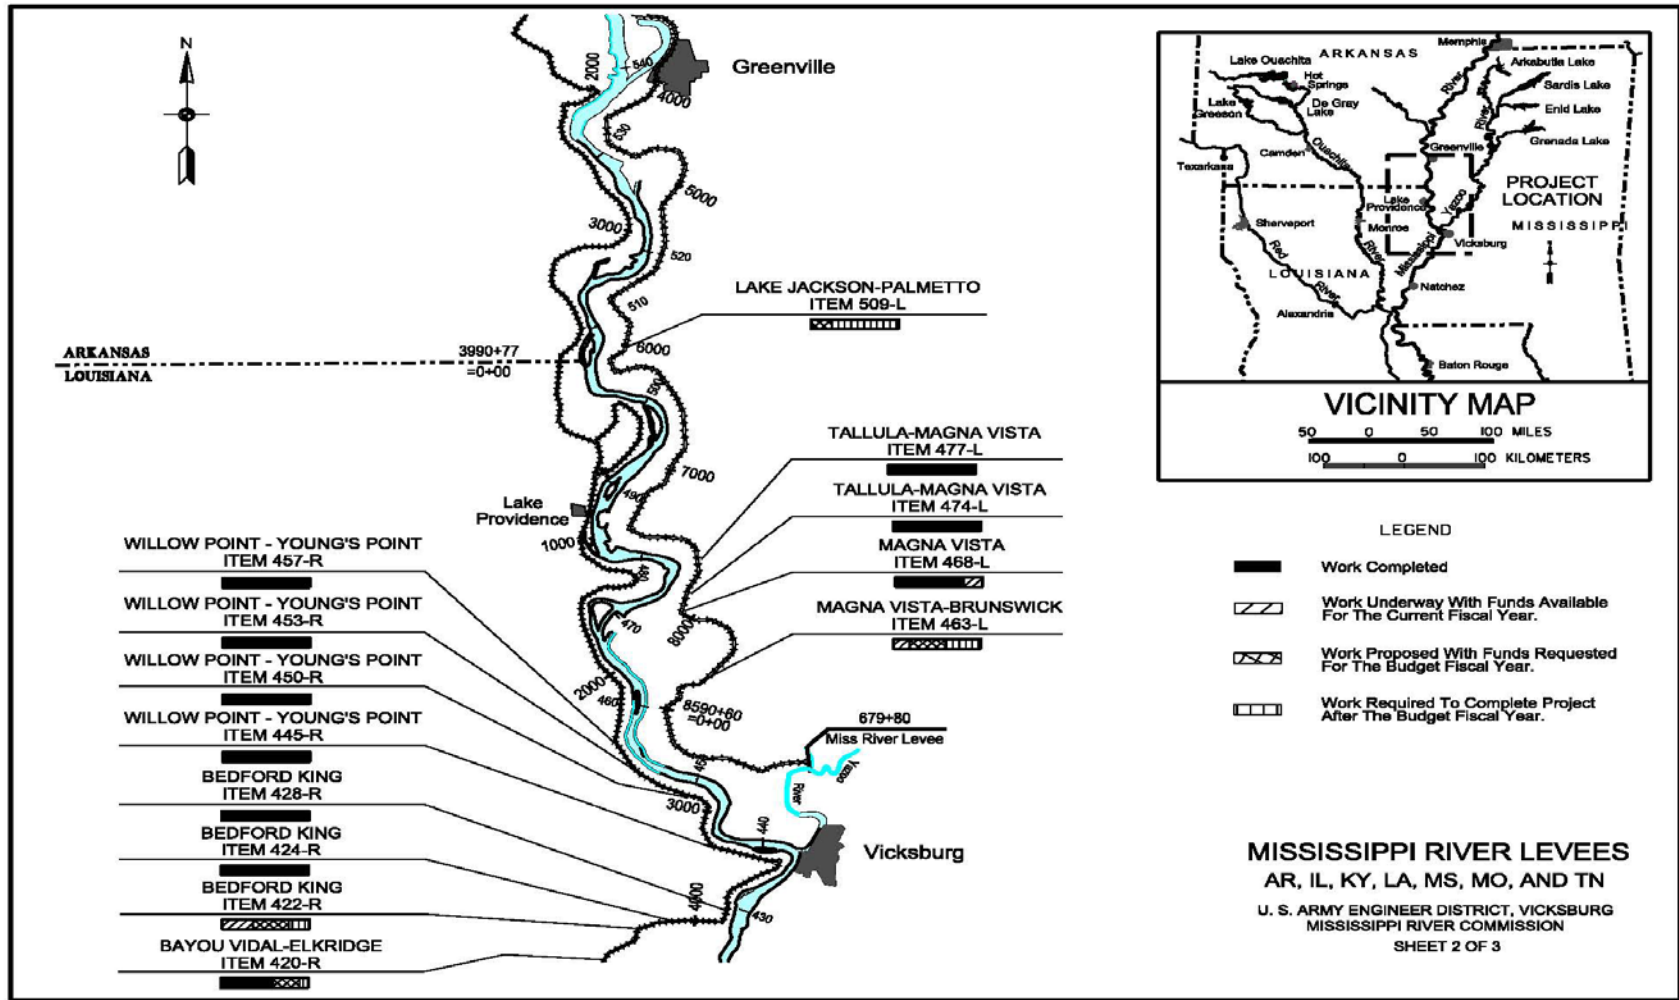 N
2000
540
Greenville
4000
530
5000
3000
520
510
LAKE JACKSON-PALMETTO
ITEM 509-L
6000
ARKANSAS
LOUISIANA
3990+77
=0+00
500
TALLULA-MAGNA VISTA
ITEM 477-L
7000
490
Lake
Providence
TALLULA-MAGNA VISTA
ITEM 474-L
1000
480
MAGNA VISTA
ITEM 468-L
470
8000
MAGNA VISTA-BRUNSWICK
ITEM 463-L
WILLOW POINT - YOUNG'S POINT
ITEM 457-R
WILLOW POINT - YOUNG'S POINT
ITEM 453-R
WILLOW POINT - YOUNG'S POINT
ITEM 450-R
WILLOW POINT - YOUNG'S POINT
ITEM 445-R
BEDFORD KING
ITEM 428-R
BEDFORD KING
ITEM 424-R
BEDFORD KING
ITEM 422-R
BAYOU VIDAL-ELKRIDGE
ITEM 420-R
2000
460
8590+60
=0+00
679+80
Miss River Levee
Yazoo
River
3000
440
Vicksburg
4000
430
ARKANSAS
Memphis
Lake Ouachita
Hot
Springs
Arkabutla Lake
Sardis Lake
Lake
Greeson
De Gray
Lake
River
River
Enid Lake
Grenada Lake
Camden
Ouachita
Greenville
Texarkana
PROJECT
LOCATION
Lake
Providence
Yazoo
MISSISSIPPI
Sherveport
Monroe
Vicksburg
Red
River
River
Mississippi
LOUISIANA
Natchez
Alexandria
Baton Rouge
VICINITY MAP
50 0 50 100 MILES
100 0 100 KILOMETERS
LEGEND
Work Completed
Work Underway With Funds Available
For The Current Fiscal Year.
Work Proposed With Funds Requested
For The Budget Fiscal Year.
Work Required To Complete Project
After The Budget Fiscal Year.
MISSISSIPPI RIVER LEVEES
AR, IL, KY, LA, MS, MO, AND TN
U. S. ARMY ENGINEER DISTRICT, VICKSBURG
MISSISSIPPI RIVER COMMISSION
SHEET 2 OF 3